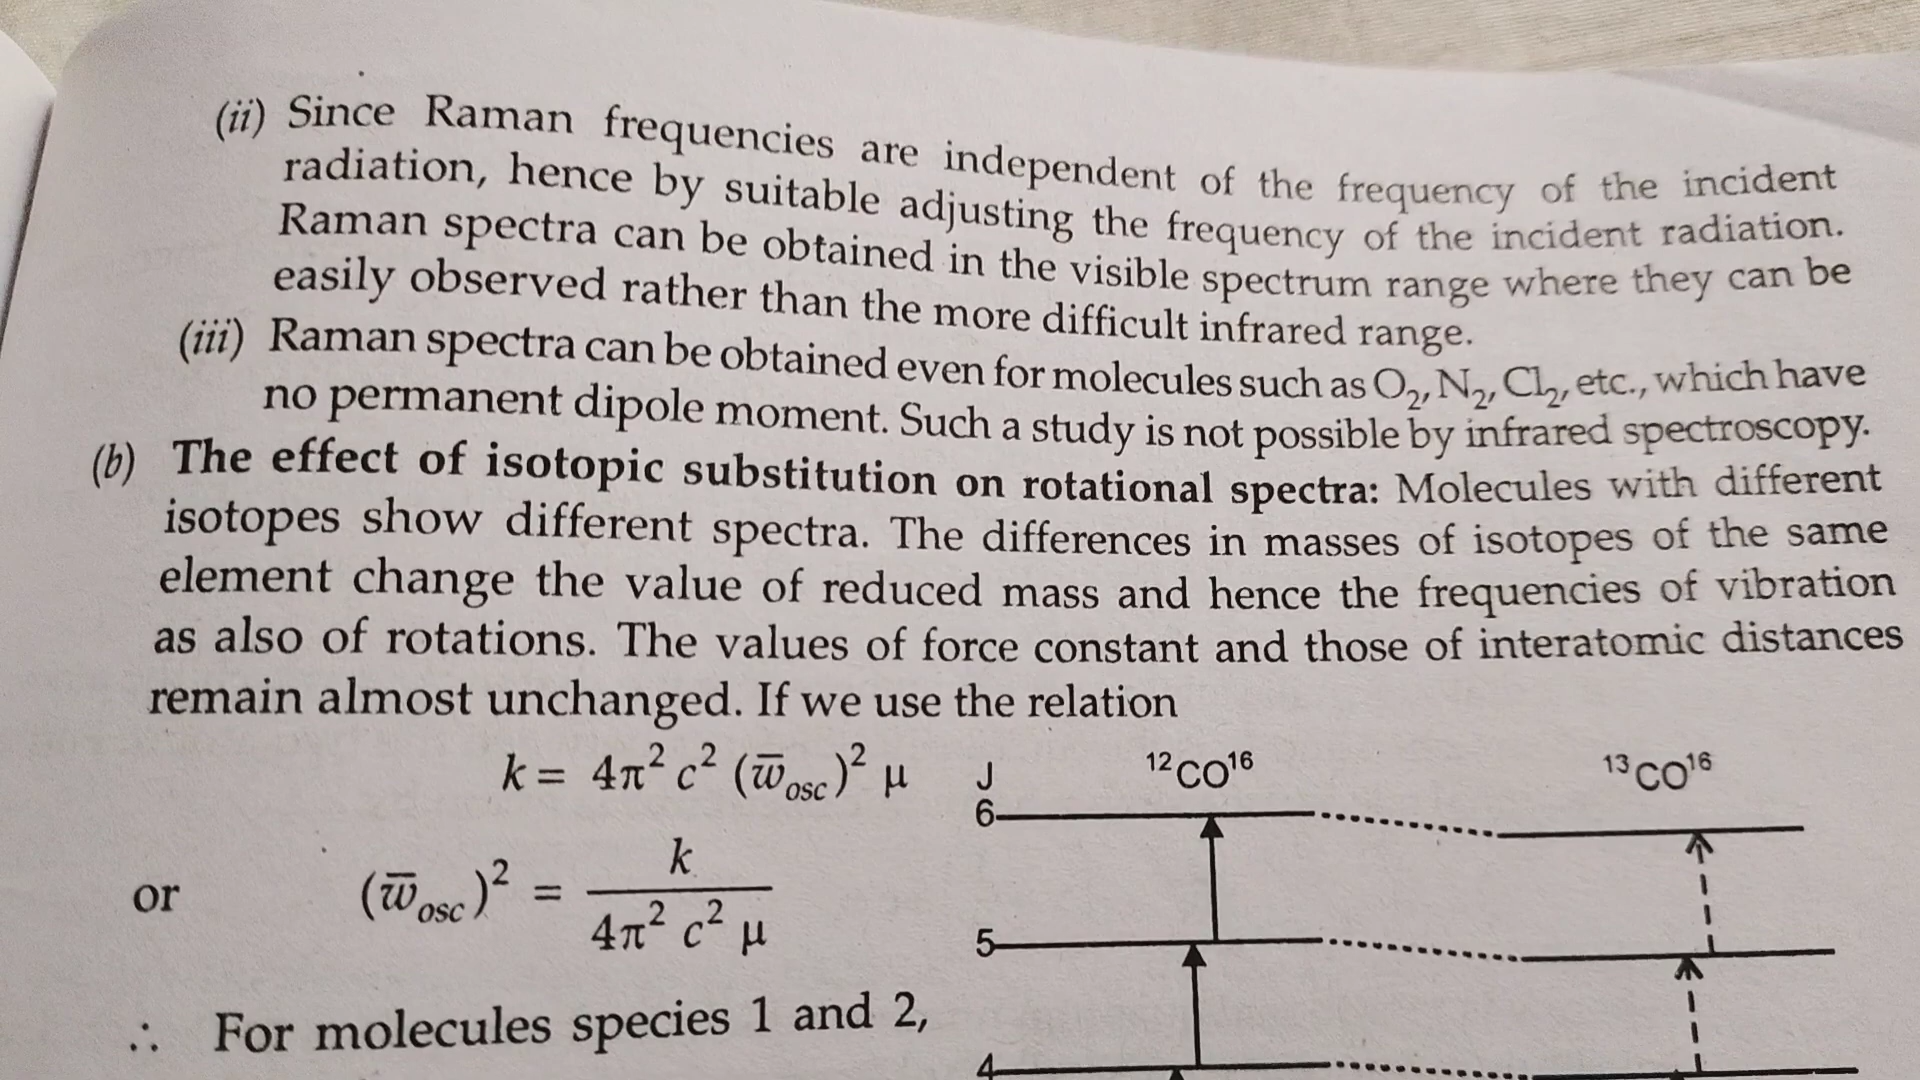 (ii) Since Raman frequencies are independent of the frequency of the incident
radiation, hence by suitable adjusting the frequency of the incident radiation.
Raman spectra can be obtained in the visible spectrum range where they can be
easily observed rather than the more difficult infrared range.
(iii) Raman spectra can be obtained even for molecules such as O₂, N₂, Cl₂, etc., which have
no permanent dipole moment. Such a study is not possible by infrared spectroscopy.
(b) The effect of isotopic substitution on rotational spectra: Molecules with different
isotopes show different spectra. The differences in masses of isotopes of the same
element change the value of reduced mass and hence the frequencies of vibration
as also of rotations. The values of force constant and those of interatomic distances
remain almost unchanged. If we use the relation
k = 4π² c² (w̅osc)² μ
or (w̅osc)² = k / 4π² c² μ
∴ For molecules species 1 and 2,
J ¹²CO¹⁶ ¹³CO¹⁶
6
5
4